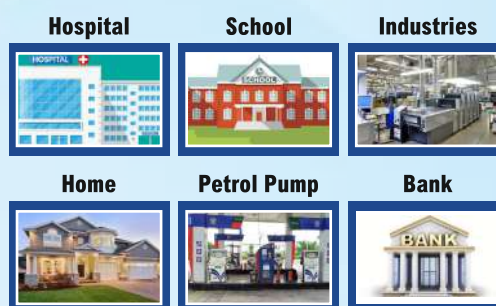 Hospital School Industries
HOSPITAL
SCHOOL
Home Petrol Pump Bank
BANK